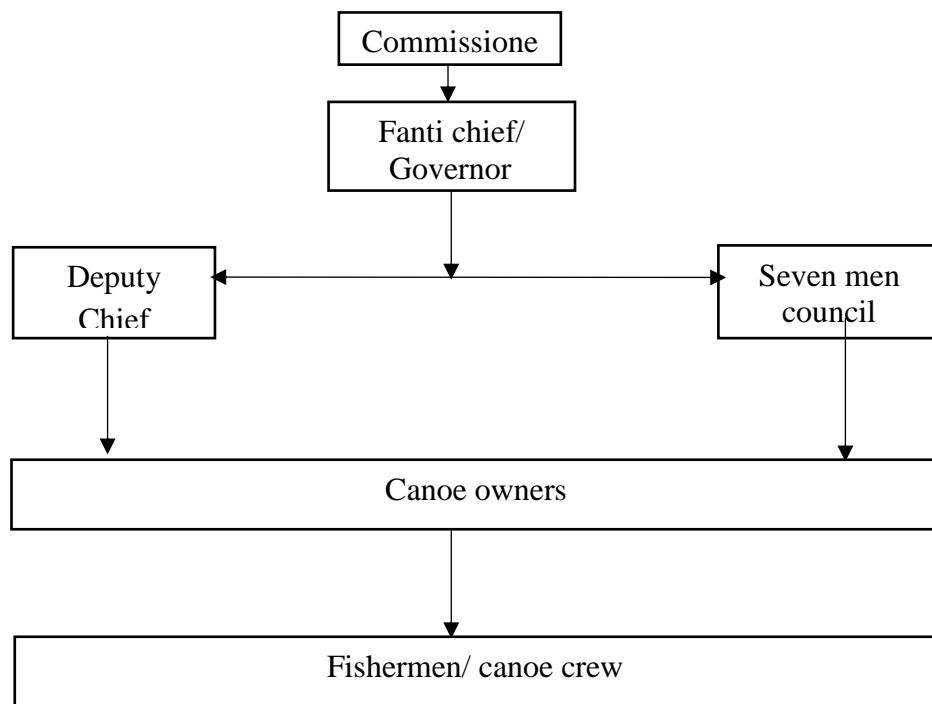 Commissione
Fanti chief/
Governor
Deputy
Chief
Seven men
council
Canoe owners
Fishermen/ canoe crew